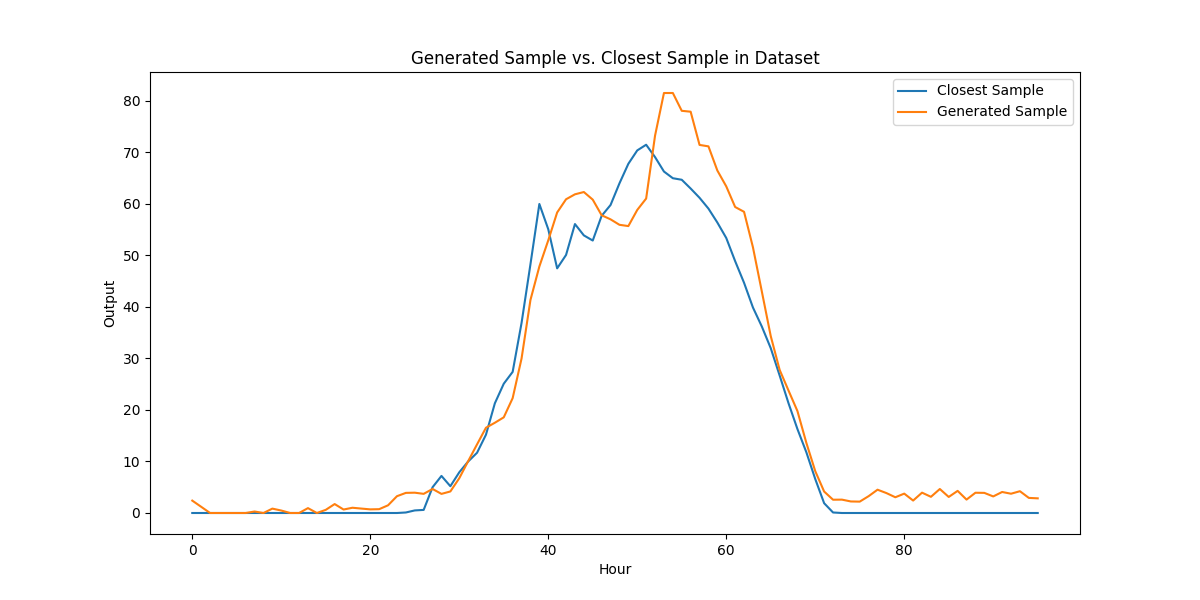 Generated Sample vs. Closest Sample in Dataset
Closest Sample
Generated Sample
Output
80
70
60
50
40
30
20
10
0
0 20 40 60 80
Hour